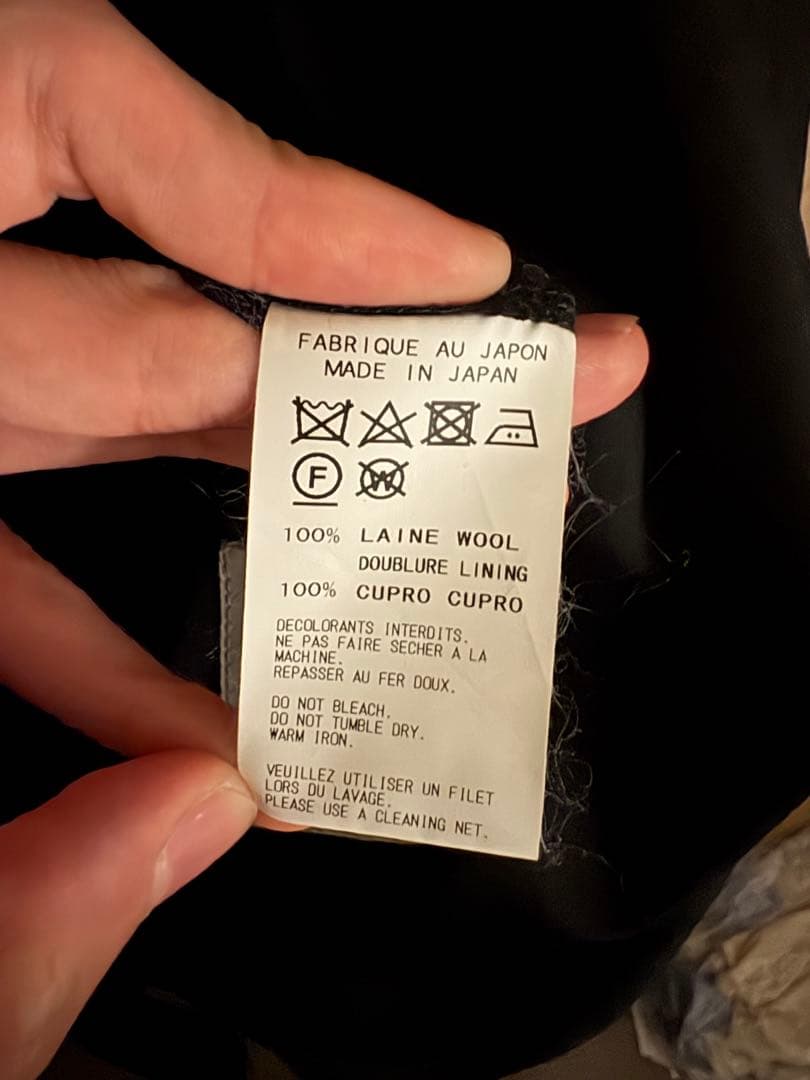 FABRIQUE AU JAPON
MADE IN JAPAN
F W
100% LAINE WOOL
DOUBLURE LINING
100% CUPRO CUPRO
DECOLORANTS INTERDITS.
NE PAS FAIRE SECHER A LA
MACHINE.
REPASSER AU FER DOUX.
DO NOT BLEACH.
DO NOT TUMBLE DRY.
WARM IRON.
VEUILLEZ UTILISER UN FILET
LORS DU LAVAGE.
PLEASE USE A CLEANING NET.